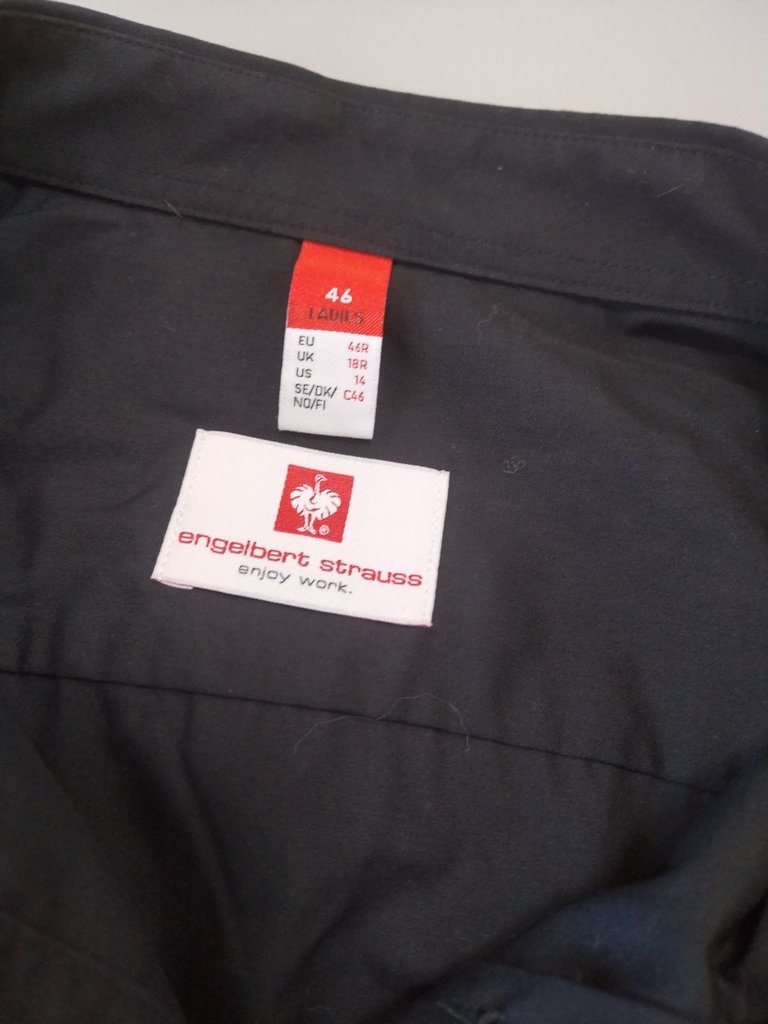 46
LADIES
EU 46R
UK 18R
US 14
SE/DK/ C46
NO/FI
®
engelbert strauss
enjoy work.